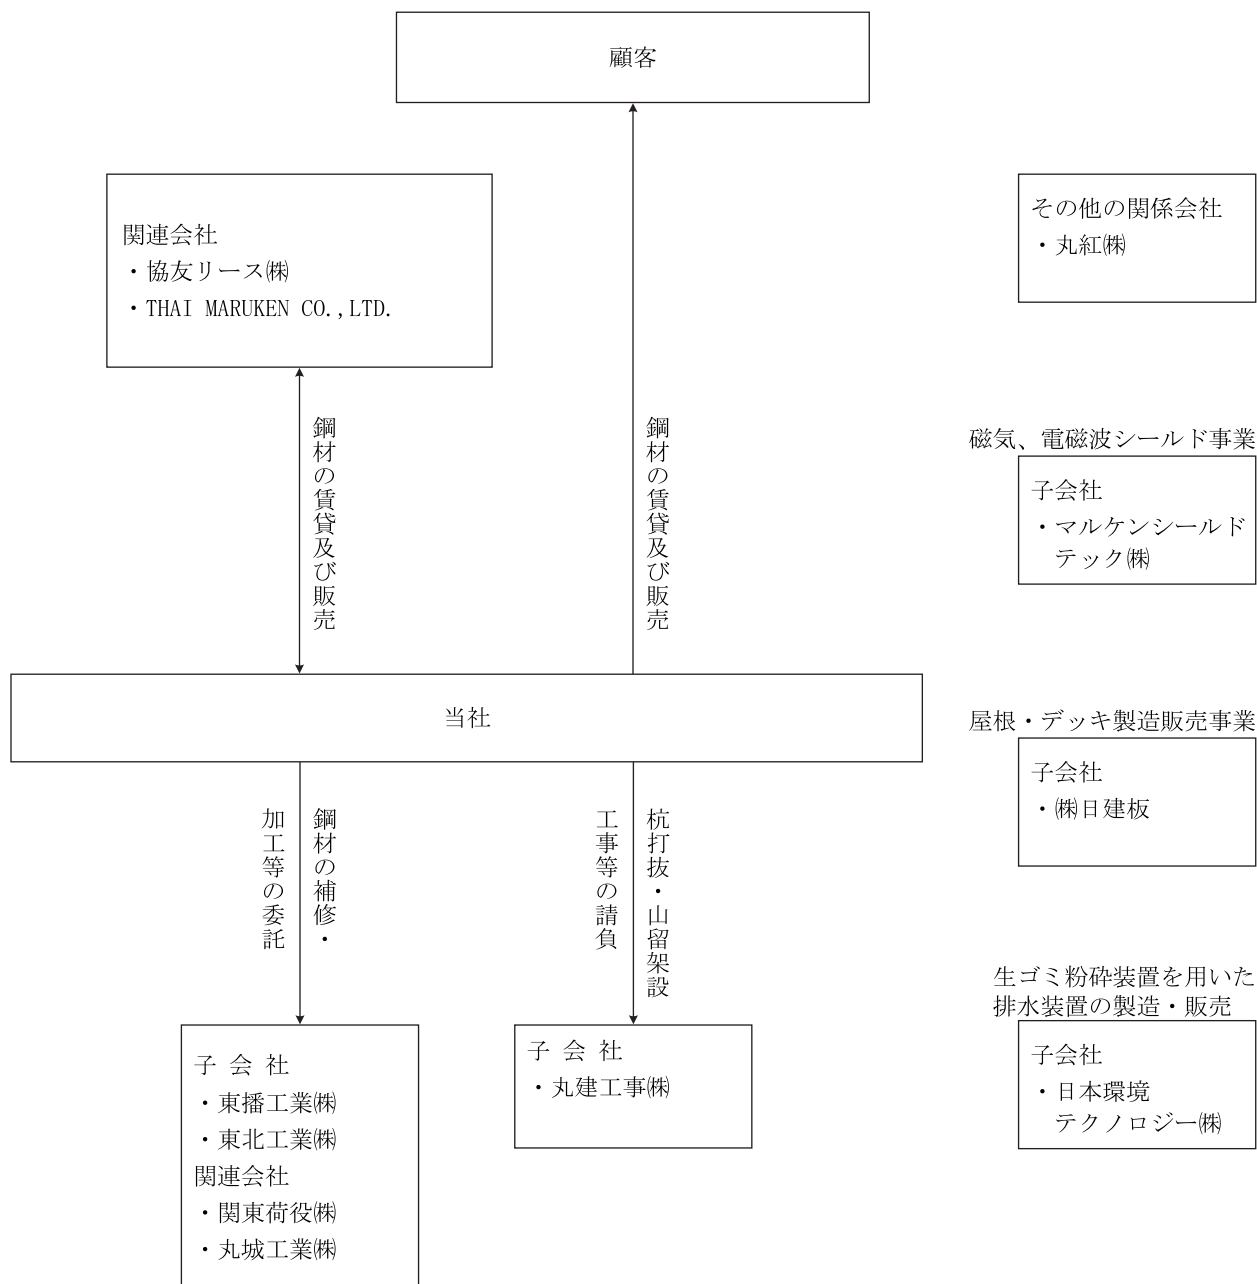 顧客
関連会社
・協友リース㈱
・THAI MARUKEN CO.,LTD.
その他の関係会社
・丸紅㈱
鋼材の賃貸及び販売
鋼材の賃貸及び販売
磁気、電磁波シールド事業
子会社
・マルケンシールド
テック㈱
当社
屋根・デッキ製造販売事業
子会社
・㈱日建板
鋼材の補修・
加工等の委託
杭打抜・山留架設
工事等の請負
生ゴミ粉砕装置を用いた
排水装置の製造・販売
子会社
・日本環境
テクノロジー㈱
子 会 社
・東播工業㈱
・東北工業㈱
関連会社
・関東荷役㈱
・丸城工業㈱
子 会 社
・丸建工事㈱